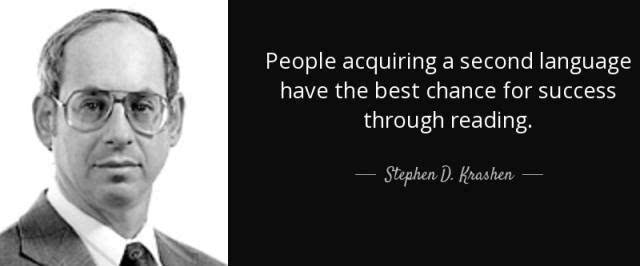 People acquiring a second language
have the best chance for success
through reading.
Stephen D. Krashen